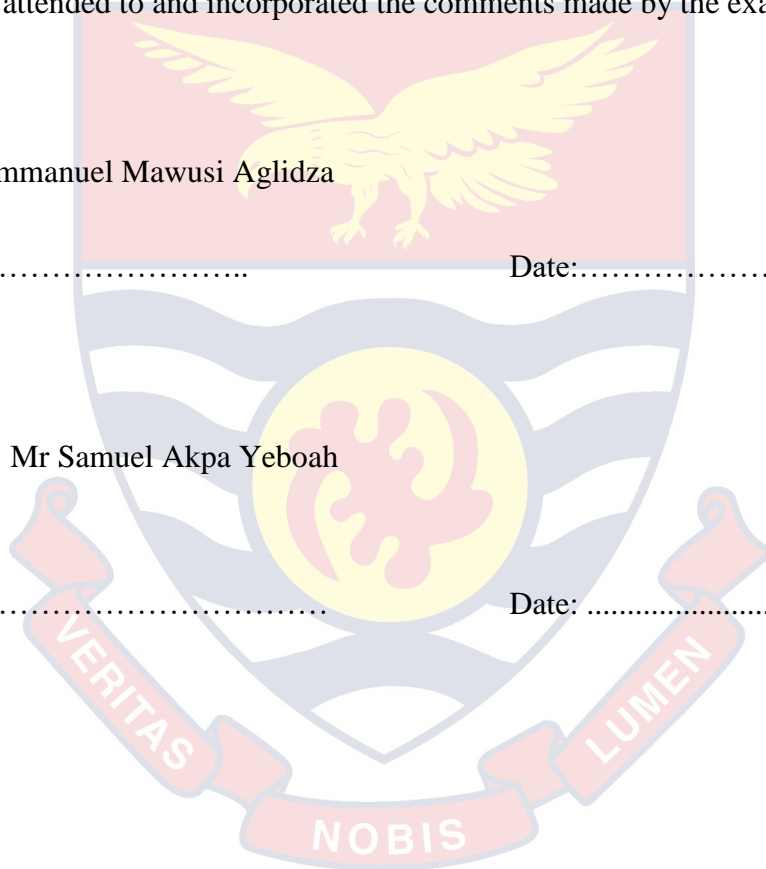 attended to and incorporated the comments made by the exa
mmanuel Mawusi Aglidza
…………………….. Date:…………………
Mr Samuel Akpa Yeboah
………………………… Date: ......................
VERITAS
NOBIS
LUMEN